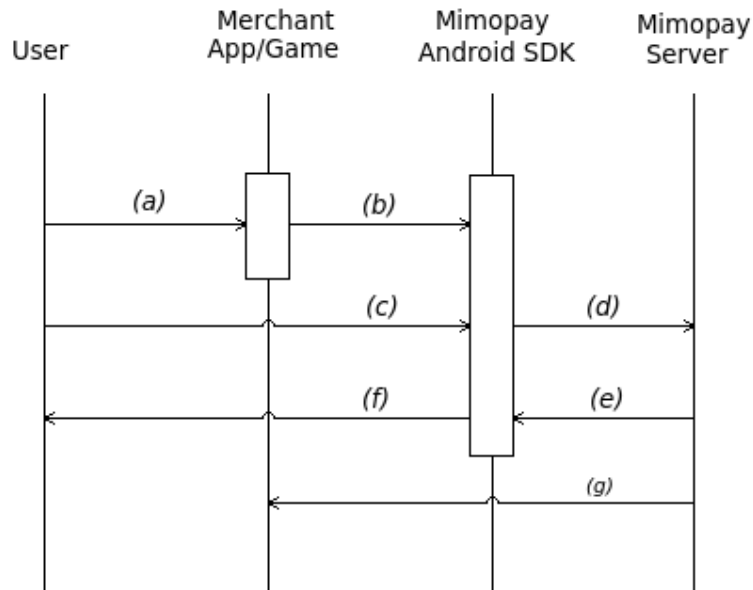 User
Merchant
App/Game
Mimopay
Android SDK
Mimopay
Server
(a)
(b)
(c)
(d)
(f)
(e)
(g)